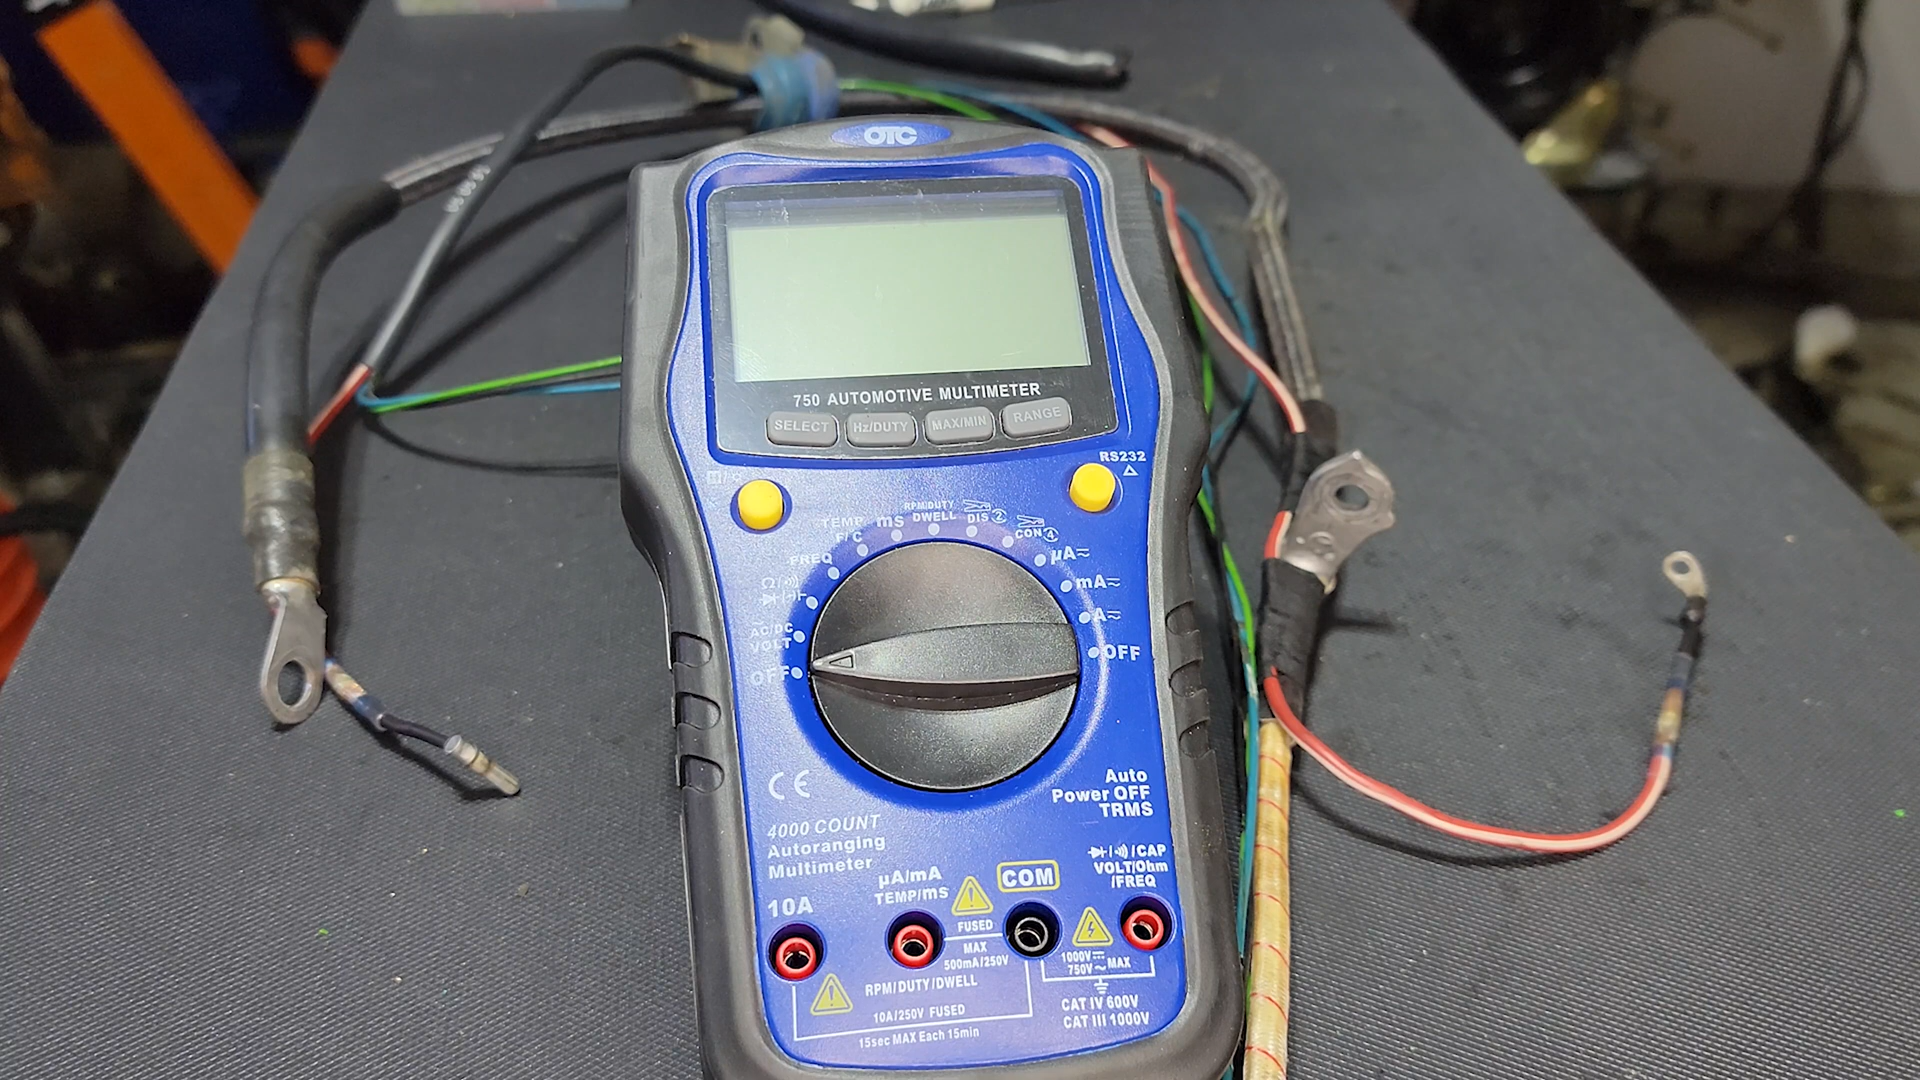 OTC
750 AUTOMOTIVE MULTIMETER
SELECT
Hz/DUTY
MAX/MIN
RANGE
RS232
RPM/DUTY
DWELL
ms
TEMP
F/C
DIS 2
CON 4
FREQ
µA
mA
A
Ω
AC/DC
VOLT
OFF
OFF
CE
Auto
Power OFF
TRMS
4000 COUNT
Autoranging
Multimeter
10A
µA/mA
TEMP/ms
COM
/CAP
VOLT/Ohm
/FREQ
FUSED
MAX
500mA/250V
1000V
750V~ MAX
RPM/DUTY/DWELL
10A/250V FUSED
15sec MAX Each 15min
CAT IV 600V
CAT III 1000V